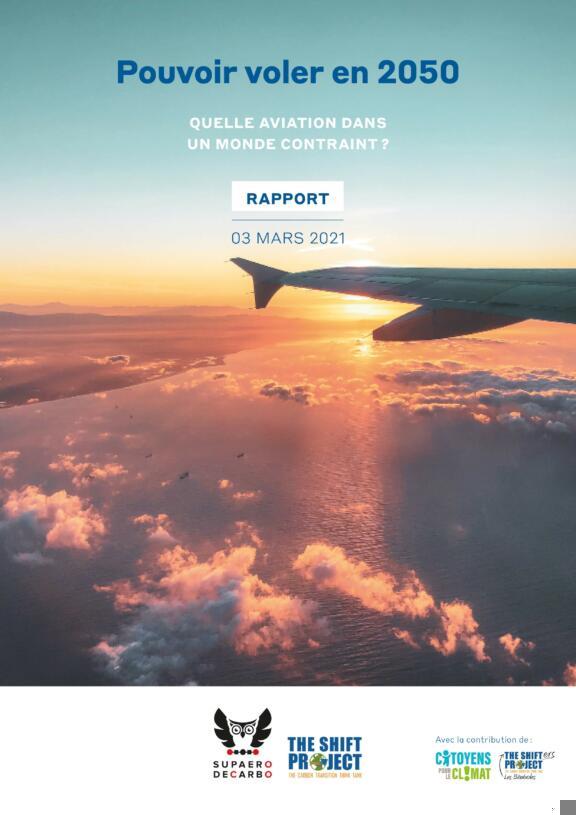 Pouvoir voler en 2050
QUELLE AVIATION DANS
UN MONDE CONTRAINT ?
RAPPORT
03 MARS 2021
SUPAERO
DECARBO
THE SHIFT
PROJECT
THE CARBON TRANSITION THINK TANK
Avec la contribution de :
CITOYENS
POUR
LE CLIMAT
THE SHIFTers
PROJECT
Les Bénévoles